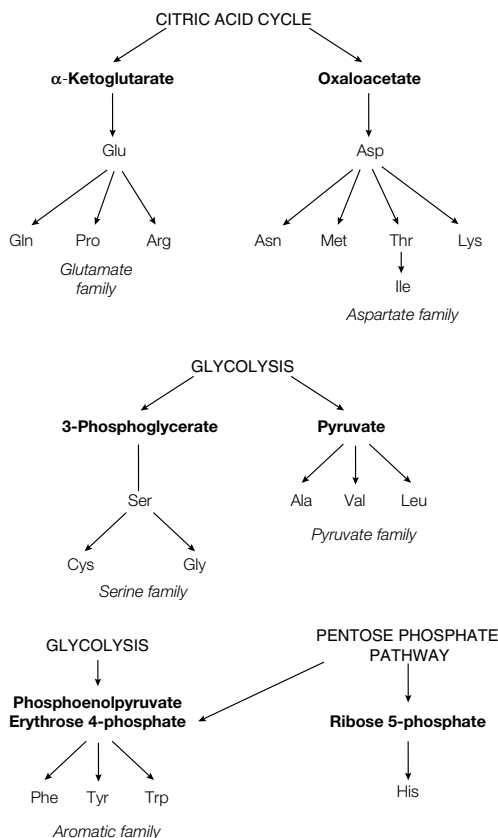 CITRIC ACID CYCLE
α-Ketoglutarate
Oxaloacetate
Glu
Asp
Gln
Pro
Arg
Asn
Met
Thr
Lys
Glutamate
family
Ile
Aspartate family
GLYCOLYSIS
3-Phosphoglycerate
Pyruvate
Ser
Ala
Val
Leu
Pyruvate family
Cys
Gly
Serine family
GLYCOLYSIS
PENTOSE PHOSPHATE
PATHWAY
Phosphoenolpyruvate
Erythrose 4-phosphate
Ribose 5-phosphate
Phe
Tyr
Trp
His
Aromatic family